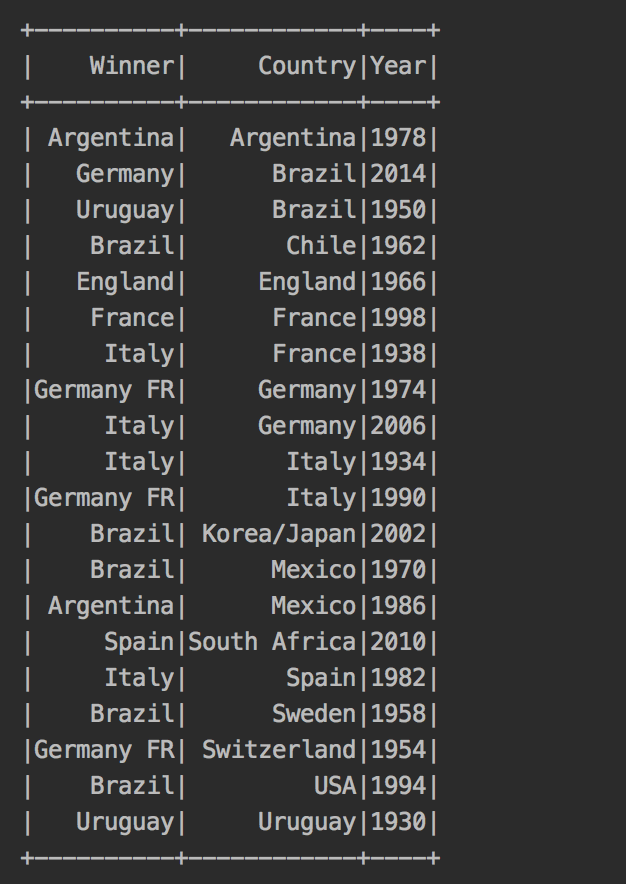 +----------+------------+----+
|    Winner|     Country|Year|
+----------+------------+----+
| Argentina|   Argentina|1978|
|   Germany|      Brazil|2014|
|   Uruguay|      Brazil|1950|
|    Brazil|       Chile|1962|
|   England|     England|1966|
|    France|      France|1998|
|     Italy|      France|1938|
|Germany FR|     Germany|1974|
|     Italy|     Germany|2006|
|     Italy|       Italy|1934|
|Germany FR|       Italy|1990|
|    Brazil| Korea/Japan|2002|
|    Brazil|      Mexico|1970|
| Argentina|      Mexico|1986|
|     Spain|South Africa|2010|
|     Italy|       Spain|1982|
|    Brazil|      Sweden|1958|
|Germany FR| Switzerland|1954|
|    Brazil|         USA|1994|
|   Uruguay|     Uruguay|1930|
+----------+------------+----+